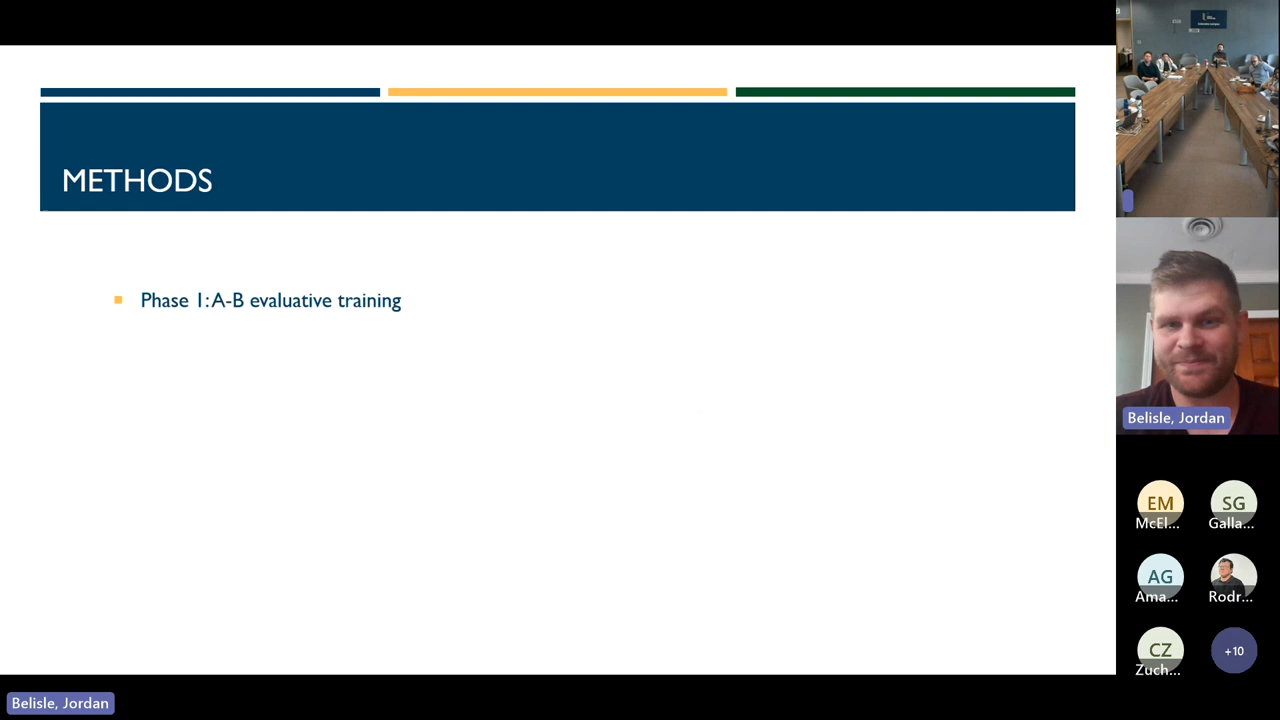 METHODS
Phase 1: A-B evaluative training
Belisle, Jordan
EM
McEl...
SG
Galla...
AG
Ama...
Rodr...
CZ
Zuch...
+10
Belisle, Jordan